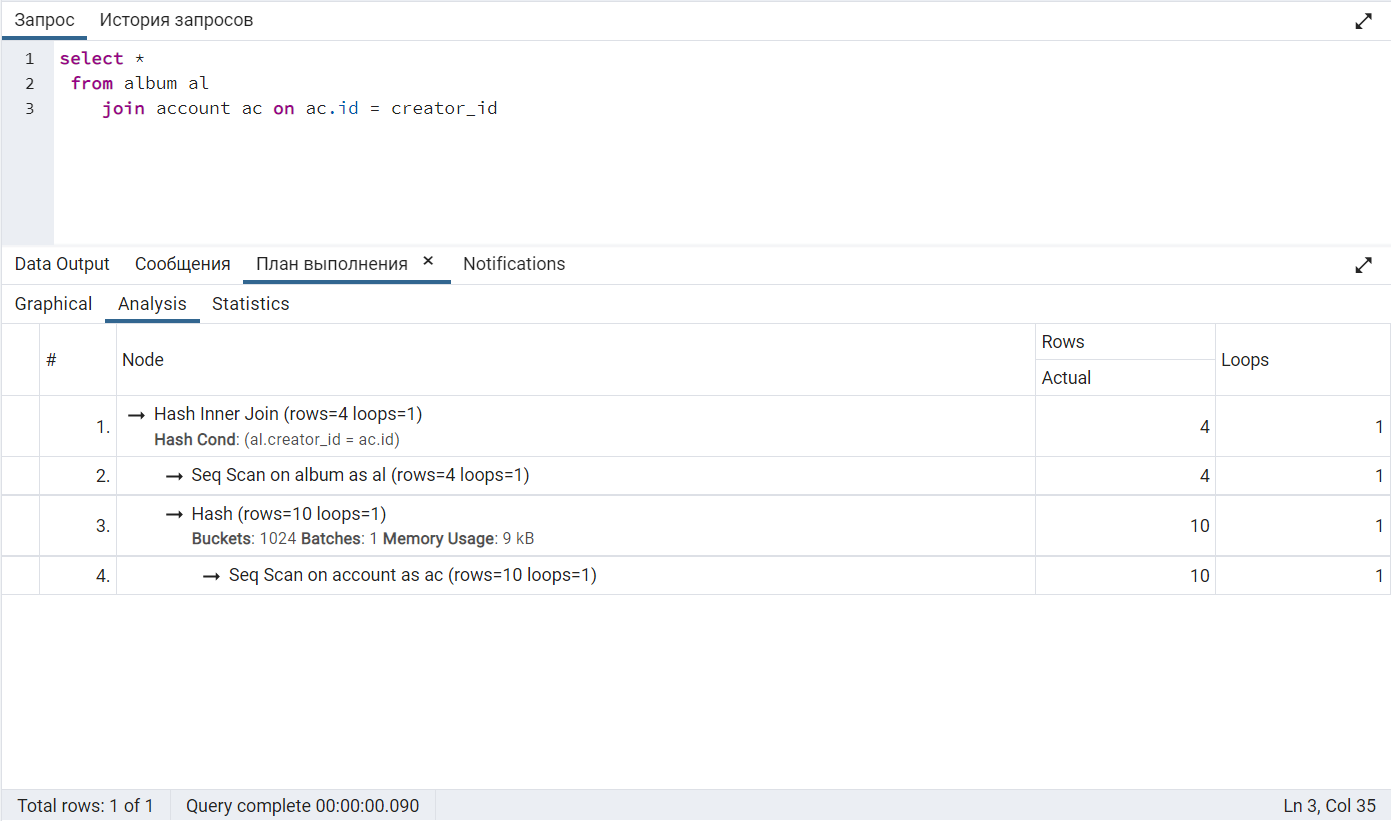 Запрос История запросов
1 select *
2 from album al
3 join account ac on ac.id = creator_id
Data Output Сообщения План выполнения × Notifications
Graphical Analysis Statistics
# Node Rows Loops
Actual
1. → Hash Inner Join (rows=4 loops=1) 4 1
Hash Cond: (al.creator_id = ac.id)
2. → Seq Scan on album as al (rows=4 loops=1) 4 1
3. → Hash (rows=10 loops=1) 10 1
Buckets: 1024 Batches: 1 Memory Usage: 9 kB
4. → Seq Scan on account as ac (rows=10 loops=1) 10 1
Total rows: 1 of 1 Query complete 00:00:00.090 Ln 3, Col 35